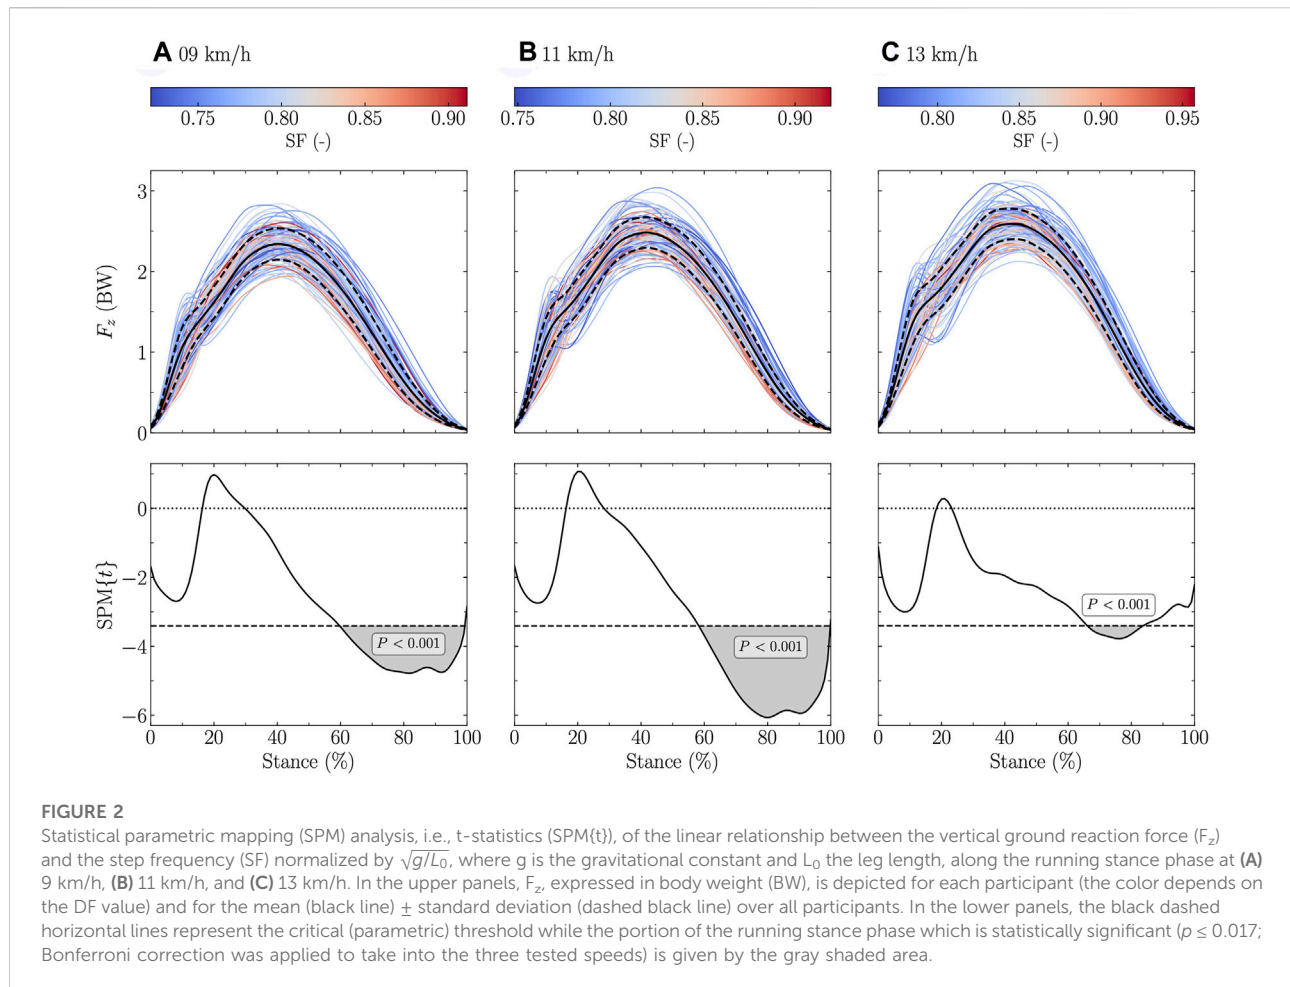 A 09 km/h
B 11 km/h
C 13 km/h
0.75 0.80 0.85 0.90
SF (-)
0.75 0.80 0.85 0.90
SF (-)
0.80 0.85 0.90 0.95
SF (-)
F_z (BW)
3
2
1
0
SPM{t}
0
−2
−4
−6
P < 0.001
P < 0.001
P < 0.001
0 20 40 60 80 100
Stance (%)
0 20 40 60 80 100
Stance (%)
0 20 40 60 80 100
Stance (%)
FIGURE 2
Statistical parametric mapping (SPM) analysis, i.e., t-statistics (SPM{t}), of the linear relationship between the vertical ground reaction force (F_z)
and the step frequency (SF) normalized by √g/L₀, where g is the gravitational constant and L₀ the leg length, along the running stance phase at (A)
9 km/h, (B) 11 km/h, and (C) 13 km/h. In the upper panels, F_z, expressed in body weight (BW), is depicted for each participant (the color depends on
the DF value) and for the mean (black line) ± standard deviation (dashed black line) over all participants. In the lower panels, the black dashed
horizontal lines represent the critical (parametric) threshold while the portion of the running stance phase which is statistically significant (p ≤ 0.017;
Bonferroni correction was applied to take into the three tested speeds) is given by the gray shaded area.